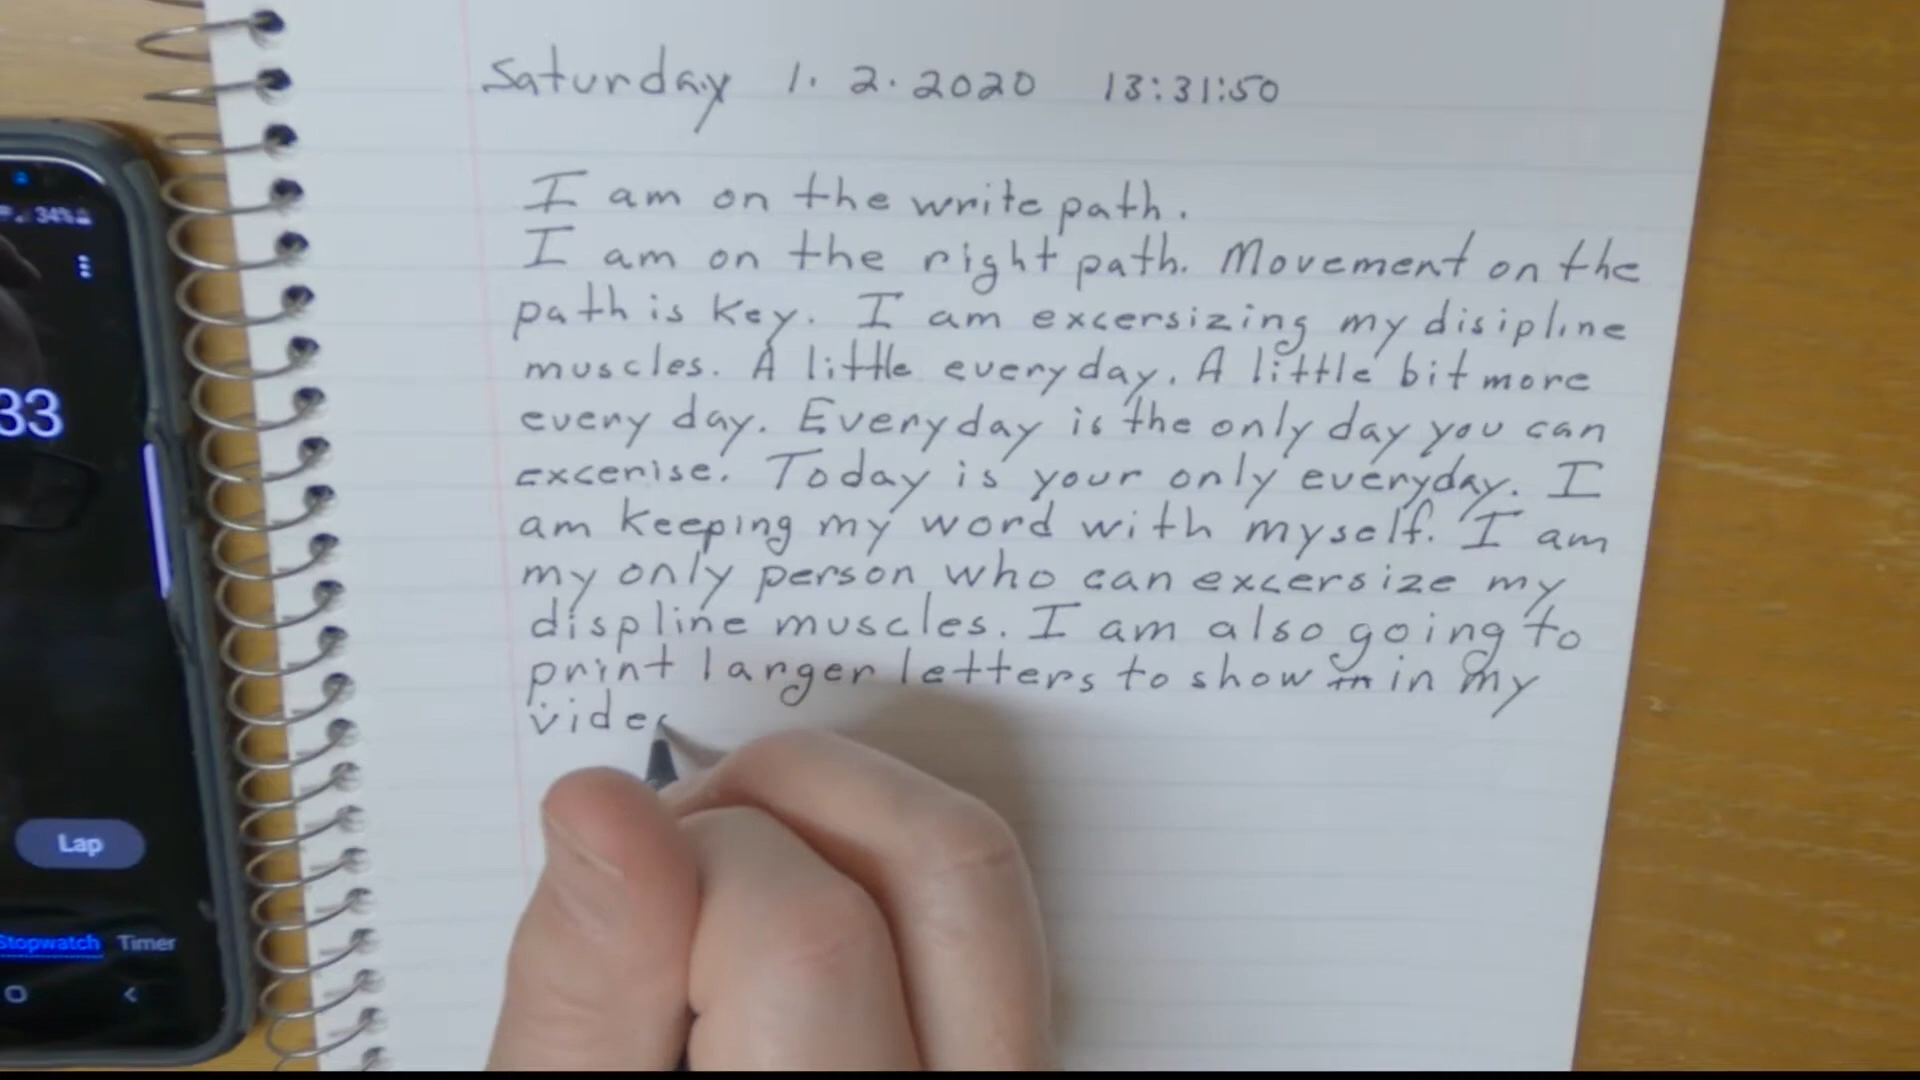 Saturday 1. 2. 2020 13:31:50
I am on the write path.
I am on the right path. Movement on the
path is key. I am excersizing my disipline
muscles. A little everyday. A little bit more
every day. Everyday is the only day you can
excerise. Today is your only everyday. I
am keeping my word with myself. I am
my only person who can excersize my
displine muscles. I am also going to
print larger letters to show in in my
34%
33
Lap
Stopwatch Timer